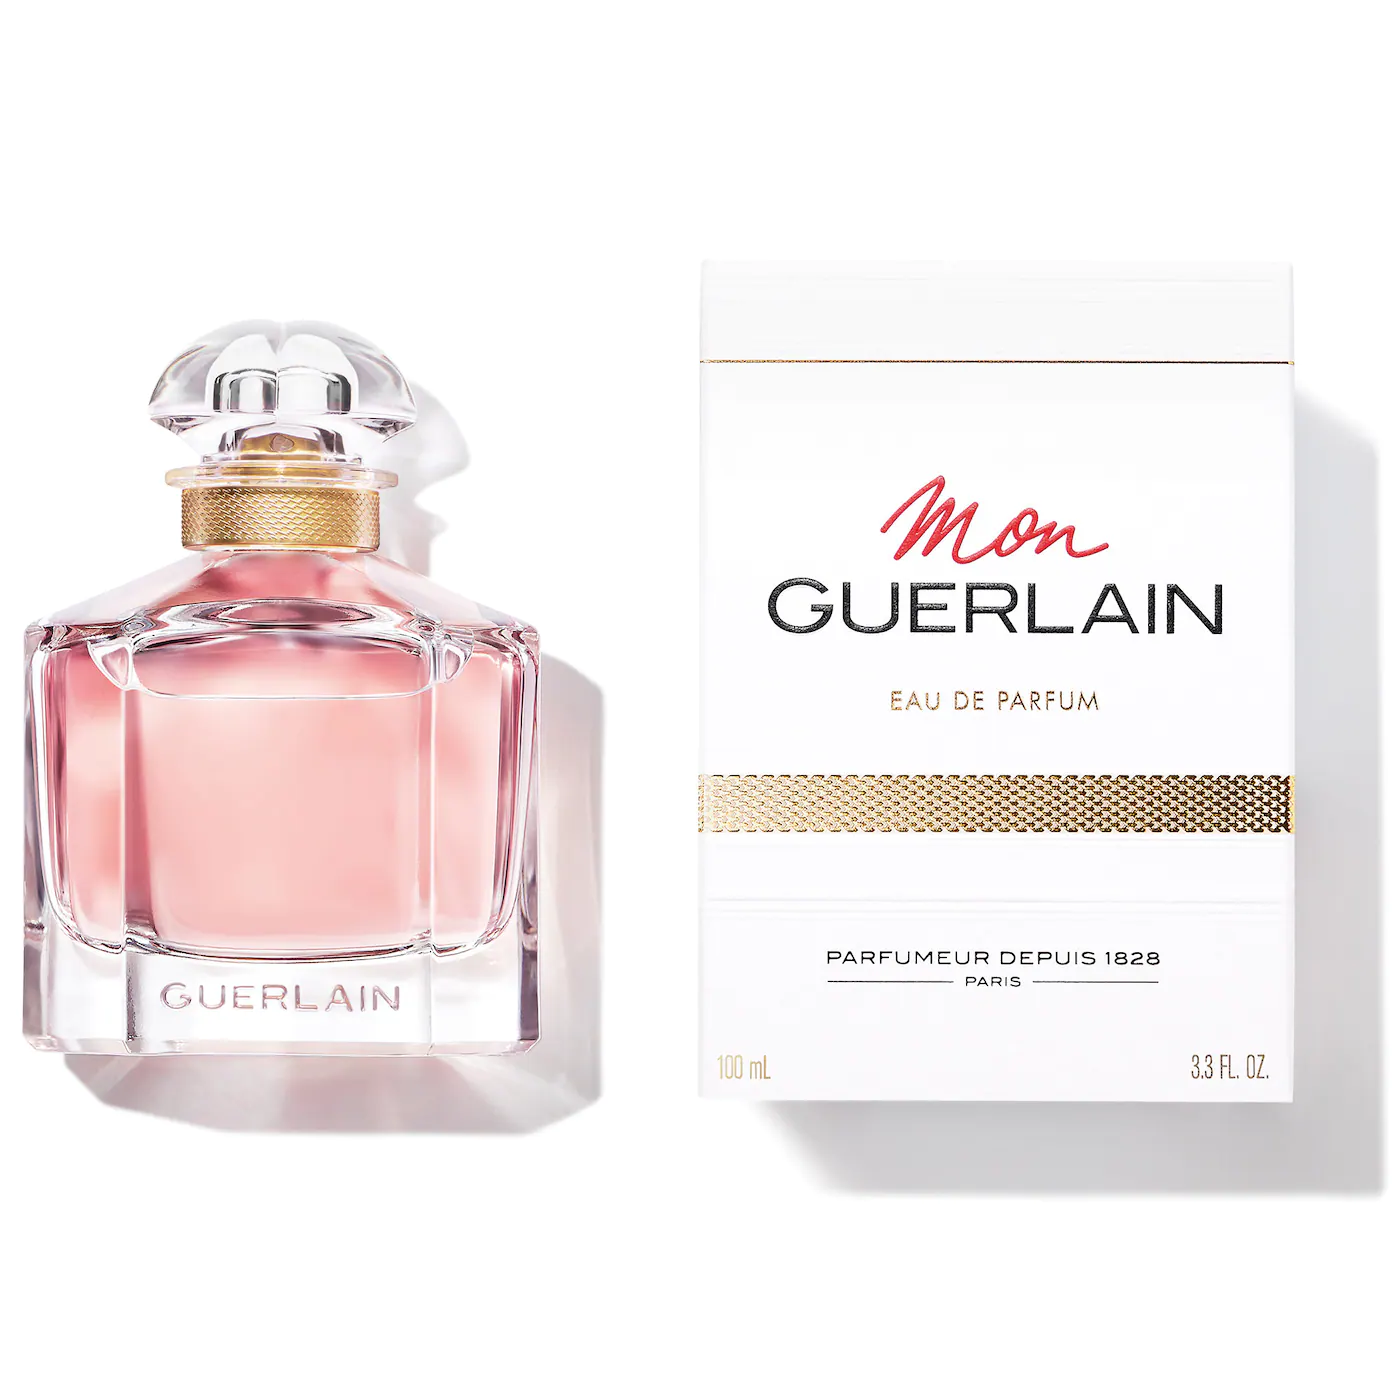 GUERLAIN
Mon
GUERLAIN
EAU DE PARFUM
PARFUMEUR DEPUIS 1828
PARIS
100 mL
3.3 FL. OZ.